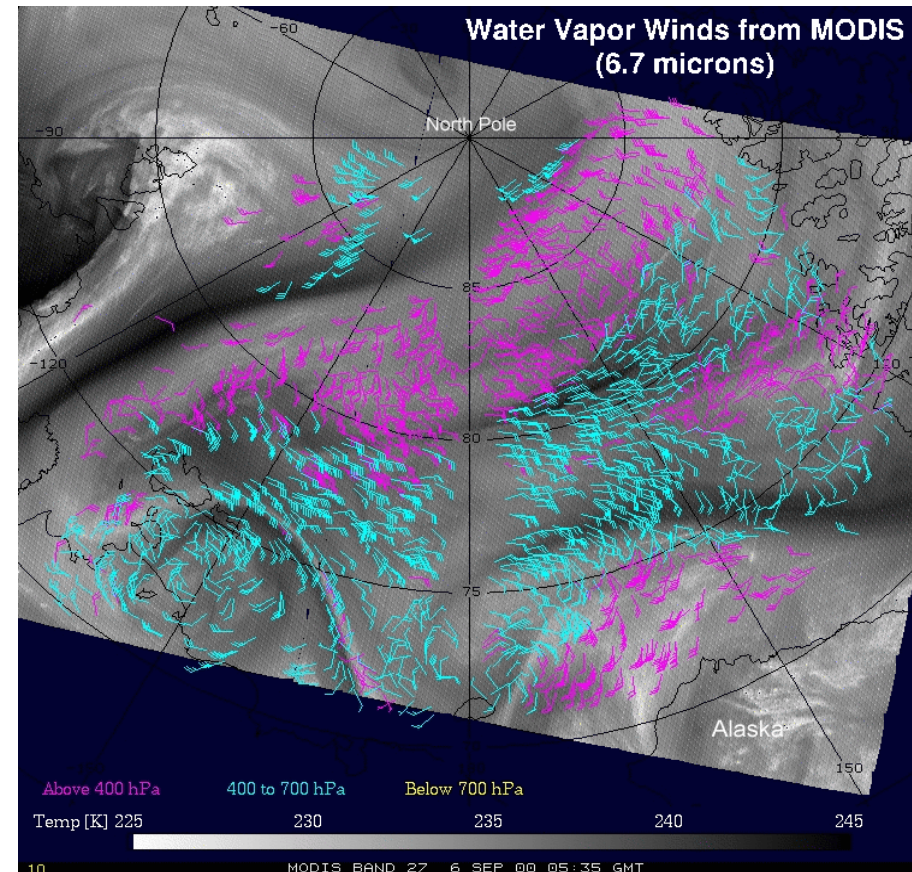 Water Vapor Winds from MODIS
(6.7 microns)
-60
-90
North Pole
85
-120
120
80
75
Alaska
150
Above 400 hPa 400 to 700 hPa Below 700 hPa
Temp [K] 225 230 235 240 245
10 MODIS BAND 27 6 SEP 00 05:35 GMT